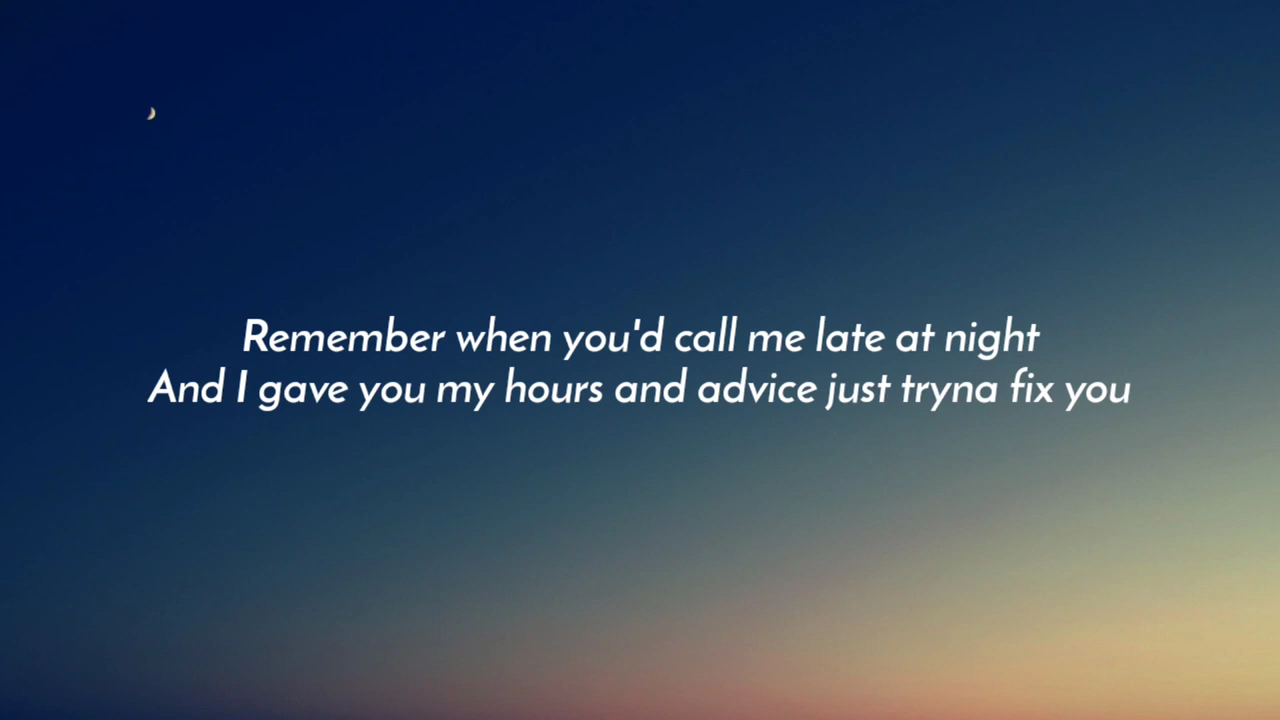 Remember when you'd call me late at night
And I gave you my hours and advice just tryna fix you